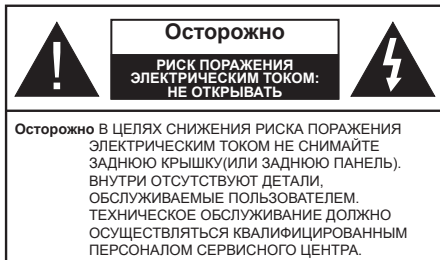 Осторожно
РИСК ПОРАЖЕНИЯ
ЭЛЕКТРИЧЕСКИМ ТОКОМ:
НЕ ОТКРЫВАТЬ
Осторожно В ЦЕЛЯХ СНИЖЕНИЯ РИСКА ПОРАЖЕНИЯ
ЭЛЕКТРИЧЕСКИМ ТОКОМ НЕ СНИМАЙТЕ
ЗАДНЮЮ КРЫШКУ(ИЛИ ЗАДНЮЮ ПАНЕЛЬ).
ВНУТРИ ОТСУТСТВУЮТ ДЕТАЛИ,
ОБСЛУЖИВАЕМЫЕ ПОЛЬЗОВАТЕЛЕМ.
ТЕХНИЧЕСКОЕ ОБСЛУЖИВАНИЕ ДОЛЖНО
ОСУЩЕСТВЛЯТЬСЯ КВАЛИФИЦИРОВАННЫМ
ПЕРСОНАЛОМ СЕРВИСНОГО ЦЕНТРА.